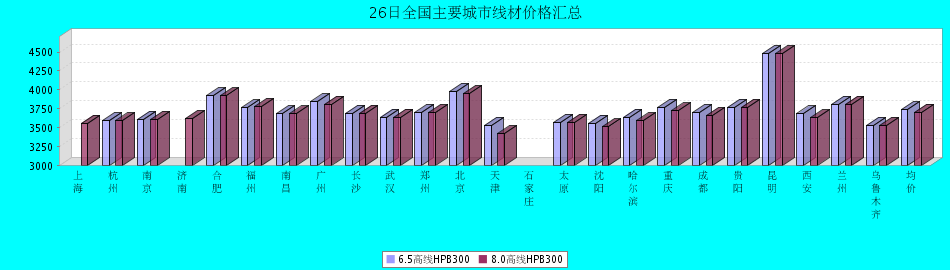 26日全国主要城市线材价格汇总
4500
4250
4000
3750
3500
3250
3000
上海
杭州
南京
济南
合肥
福州
南昌
广州
长沙
武汉
郑州
北京
天津
石家庄
太原
沈阳
哈尔滨
重庆
成都
贵阳
昆明
西安
兰州
乌鲁木齐
均价
6.5高线HPB300
8.0高线HPB300